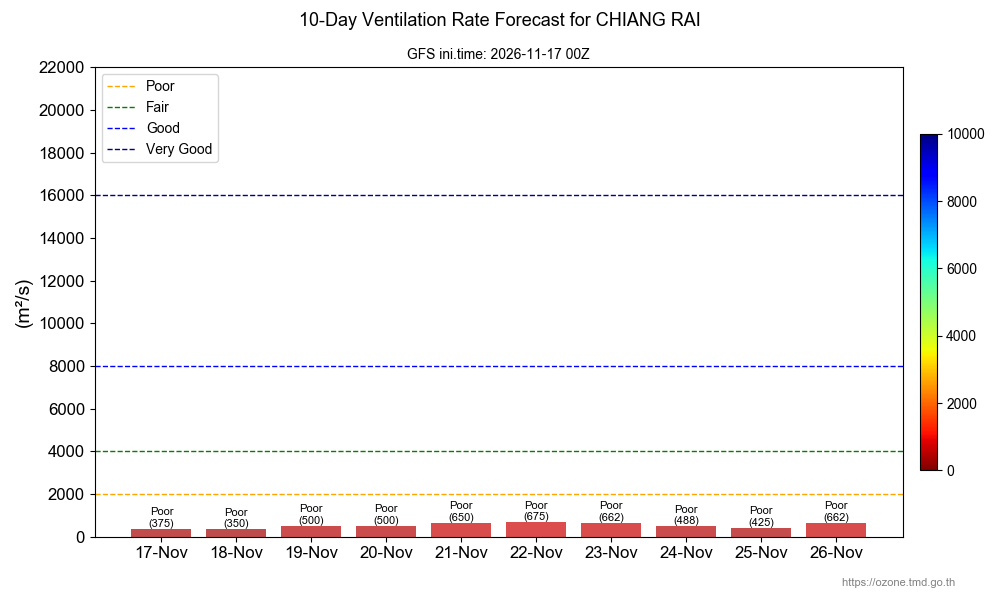 10-Day Ventilation Rate Forecast for CHIANG RAI
GFS ini.time: 2026-11-17 00Z
Poor
Fair
Good
Very Good
(m²/s)
22000
20000
18000
16000
14000
12000
10000
8000
6000
4000
2000
0
Poor
(375)
Poor
(350)
Poor
(500)
Poor
(500)
Poor
(650)
Poor
(675)
Poor
(662)
Poor
(488)
Poor
(425)
Poor
(662)
17-Nov 18-Nov 19-Nov 20-Nov 21-Nov 22-Nov 23-Nov 24-Nov 25-Nov 26-Nov
10000
8000
6000
4000
2000
0
https://ozone.tmd.go.th